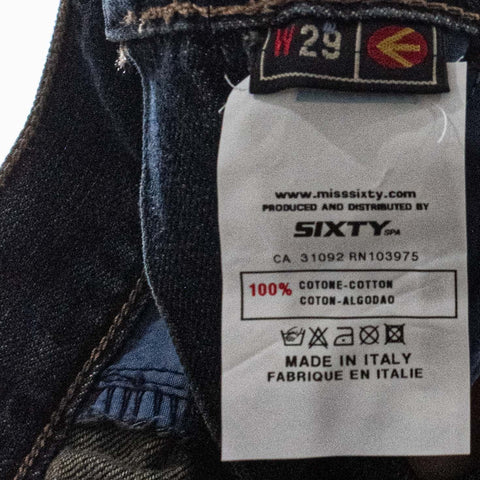 W 29
www.misssixty.com
PRODUCED AND DISTRIBUTED BY
SIXTY SPA
CA 31092 RN103975
100% COTONE-COTTON
COTON-ALGODAO
MADE IN ITALY
FABRIQUE EN ITALIE